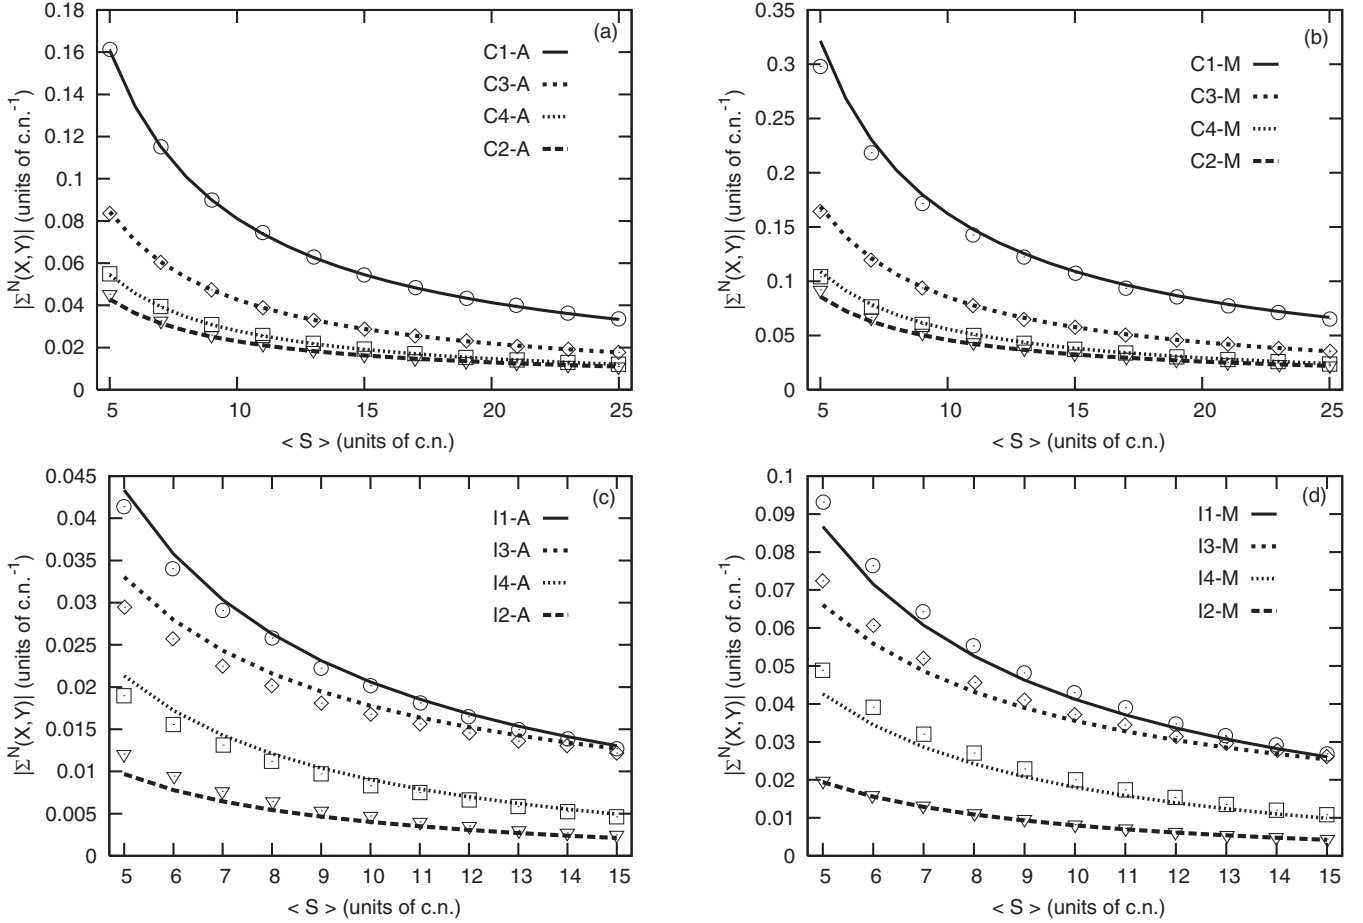 (a)
|Σ^N(X,Y)| (units of c.n.^-1)
0.18
0.16
0.14
0.12
0.1
0.08
0.06
0.04
0.02
0
C1-A
C3-A
C4-A
C2-A
5 10 15 20 25
< S > (units of c.n.)
(b)
|Σ^N(X,Y)| (units of c.n.^-1)
0.35
0.3
0.25
0.2
0.15
0.1
0.05
0
C1-M
C3-M
C4-M
C2-M
5 10 15 20 25
< S > (units of c.n.)
(c)
|Σ^N(X,Y)| (units of c.n.^-1)
0.045
0.04
0.035
0.03
0.025
0.02
0.015
0.01
0.005
0
I1-A
I3-A
I4-A
I2-A
5 6 7 8 9 10 11 12 13 14 15
< S > (units of c.n.)
(d)
|Σ^N(X,Y)| (units of c.n.^-1)
0.1
0.09
0.08
0.07
0.06
0.05
0.04
0.03
0.02
0.01
0
I1-M
I3-M
I4-M
I2-M
5 6 7 8 9 10 11 12 13 14 15
< S > (units of c.n.)